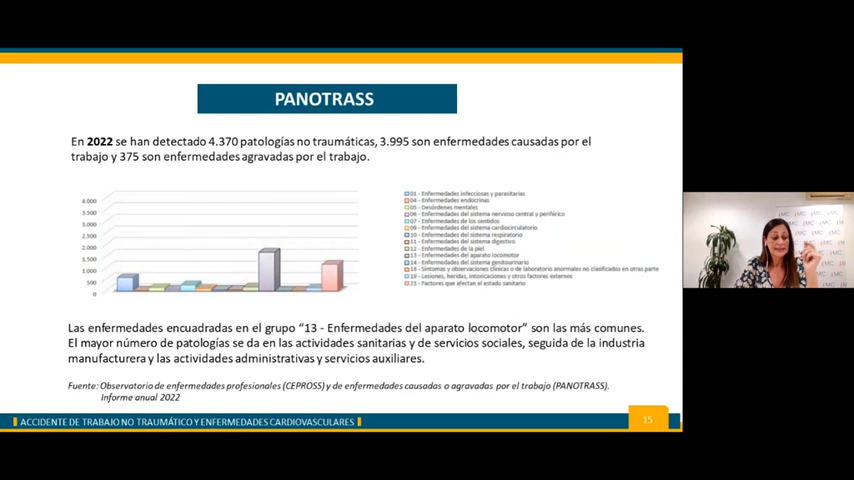 PANOTRASS
En 2022 se han detectado 4.370 patologías no traumáticas, 3.995 son enfermedades causadas por el
trabajo y 375 son enfermedades agravadas por el trabajo.
4.000
3.500
3.000
2.500
2.000
1.500
1.000
500
0
01 - Enfermedades infecciosas y parasitarias
04 - Enfermedades endocrinas
05 - Desórdenes mentales
06 - Enfermedades del sistema nervioso central y periférico
07 - Enfermedades de los sentidos
09 - Enfermedades del sistema cardiocirculatorio
10 - Enfermedades del sistema respiratorio
11 - Enfermedades del sistema digestivo
12 - Enfermedades de la piel
13 - Enfermedades del aparato locomotor
14 - Enfermedades del sistema genitourinario
18 - Síntomas y observaciones clínicas o de laboratorio anormales no clasificados en otras parte
19 - Lesiones, heridas, intoxicaciones y otros factores externos
23 - Factores que afectan el estado sanitario
Las enfermedades encuadradas en el grupo “13 - Enfermedades del aparato locomotor” son las más comunes.
El mayor número de patologías se da en las actividades sanitarias y de servicios sociales, seguida de la industria
manufacturera y las actividades administrativas y servicios auxiliares.
Fuente: Observatorio de enfermedades profesionales (CEPROSS) y de enfermedades causadas o agravadas por el trabajo (PANOTRASS).
Informe anual 2022
ACCIDENTE DE TRABAJO NO TRAUMÁTICO Y ENFERMEDADES CARDIOVASCULARES
15